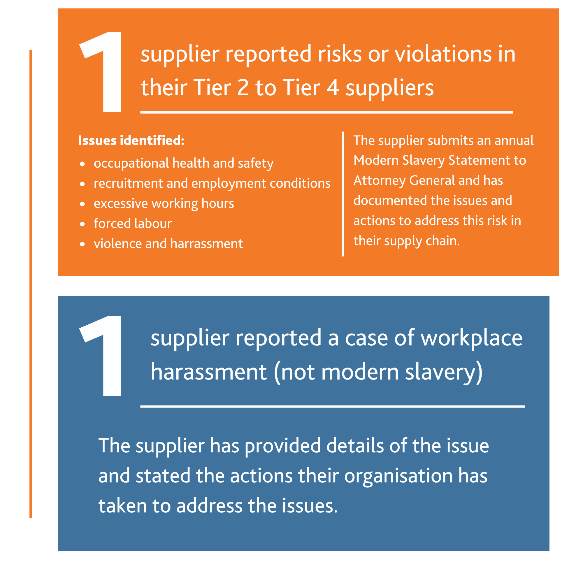 1
supplier reported risks or violations in
their Tier 2 to Tier 4 suppliers
Issues identified:
• occupational health and safety
• recruitment and employment conditions
• excessive working hours
• forced labour
• violence and harrassment
The supplier submits an annual
Modern Slavery Statement to
Attorney General and has
documented the issues and
actions to address this risk in
their supply chain.
1
supplier reported a case of workplace
harassment (not modern slavery)
The supplier has provided details of the issue
and stated the actions their organisation has
taken to address the issues.